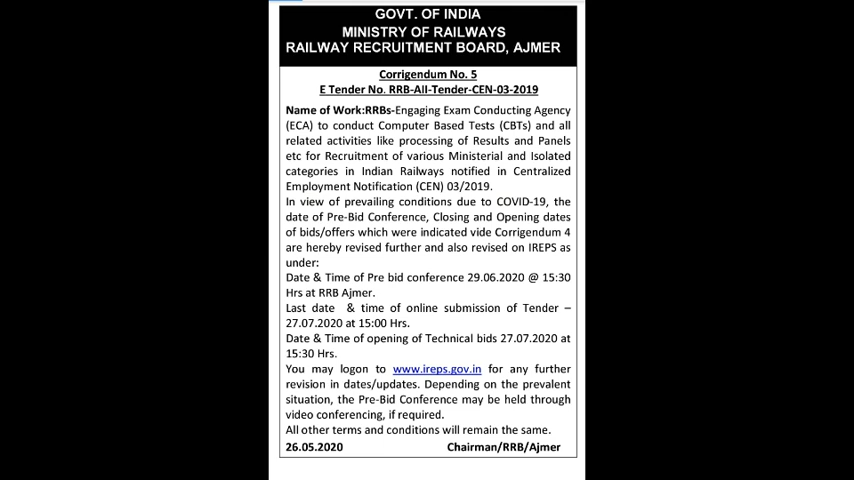 GOVT. OF INDIA
MINISTRY OF RAILWAYS
RAILWAY RECRUITMENT BOARD, AJMER
Corrigendum No. 5
E Tender No. RRB-AII-Tender-CEN-03-2019
Name of Work:RRBs-Engaging Exam Conducting Agency
(ECA) to conduct Computer Based Tests (CBTs) and all
related activities like processing of Results and Panels
etc for Recruitment of various Ministerial and Isolated
categories in Indian Railways notified in Centralized
Employment Notification (CEN) 03/2019.
In view of prevailing conditions due to COVID-19, the
date of Pre-Bid Conference, Closing and Opening dates
of bids/offers which were indicated vide Corrigendum 4
are hereby revised further and also revised on IREPS as
under:
Date & Time of Pre bid conference 29.06.2020 @ 15:30
Hrs at RRB Ajmer.
Last date & time of online submission of Tender –
27.07.2020 at 15:00 Hrs.
Date & Time of opening of Technical bids 27.07.2020 at
15:30 Hrs.
You may logon to www.ireps.gov.in for any further
revision in dates/updates. Depending on the prevalent
situation, the Pre-Bid Conference may be held through
video conferencing, if required.
All other terms and conditions will remain the same.
26.05.2020 Chairman/RRB/Ajmer